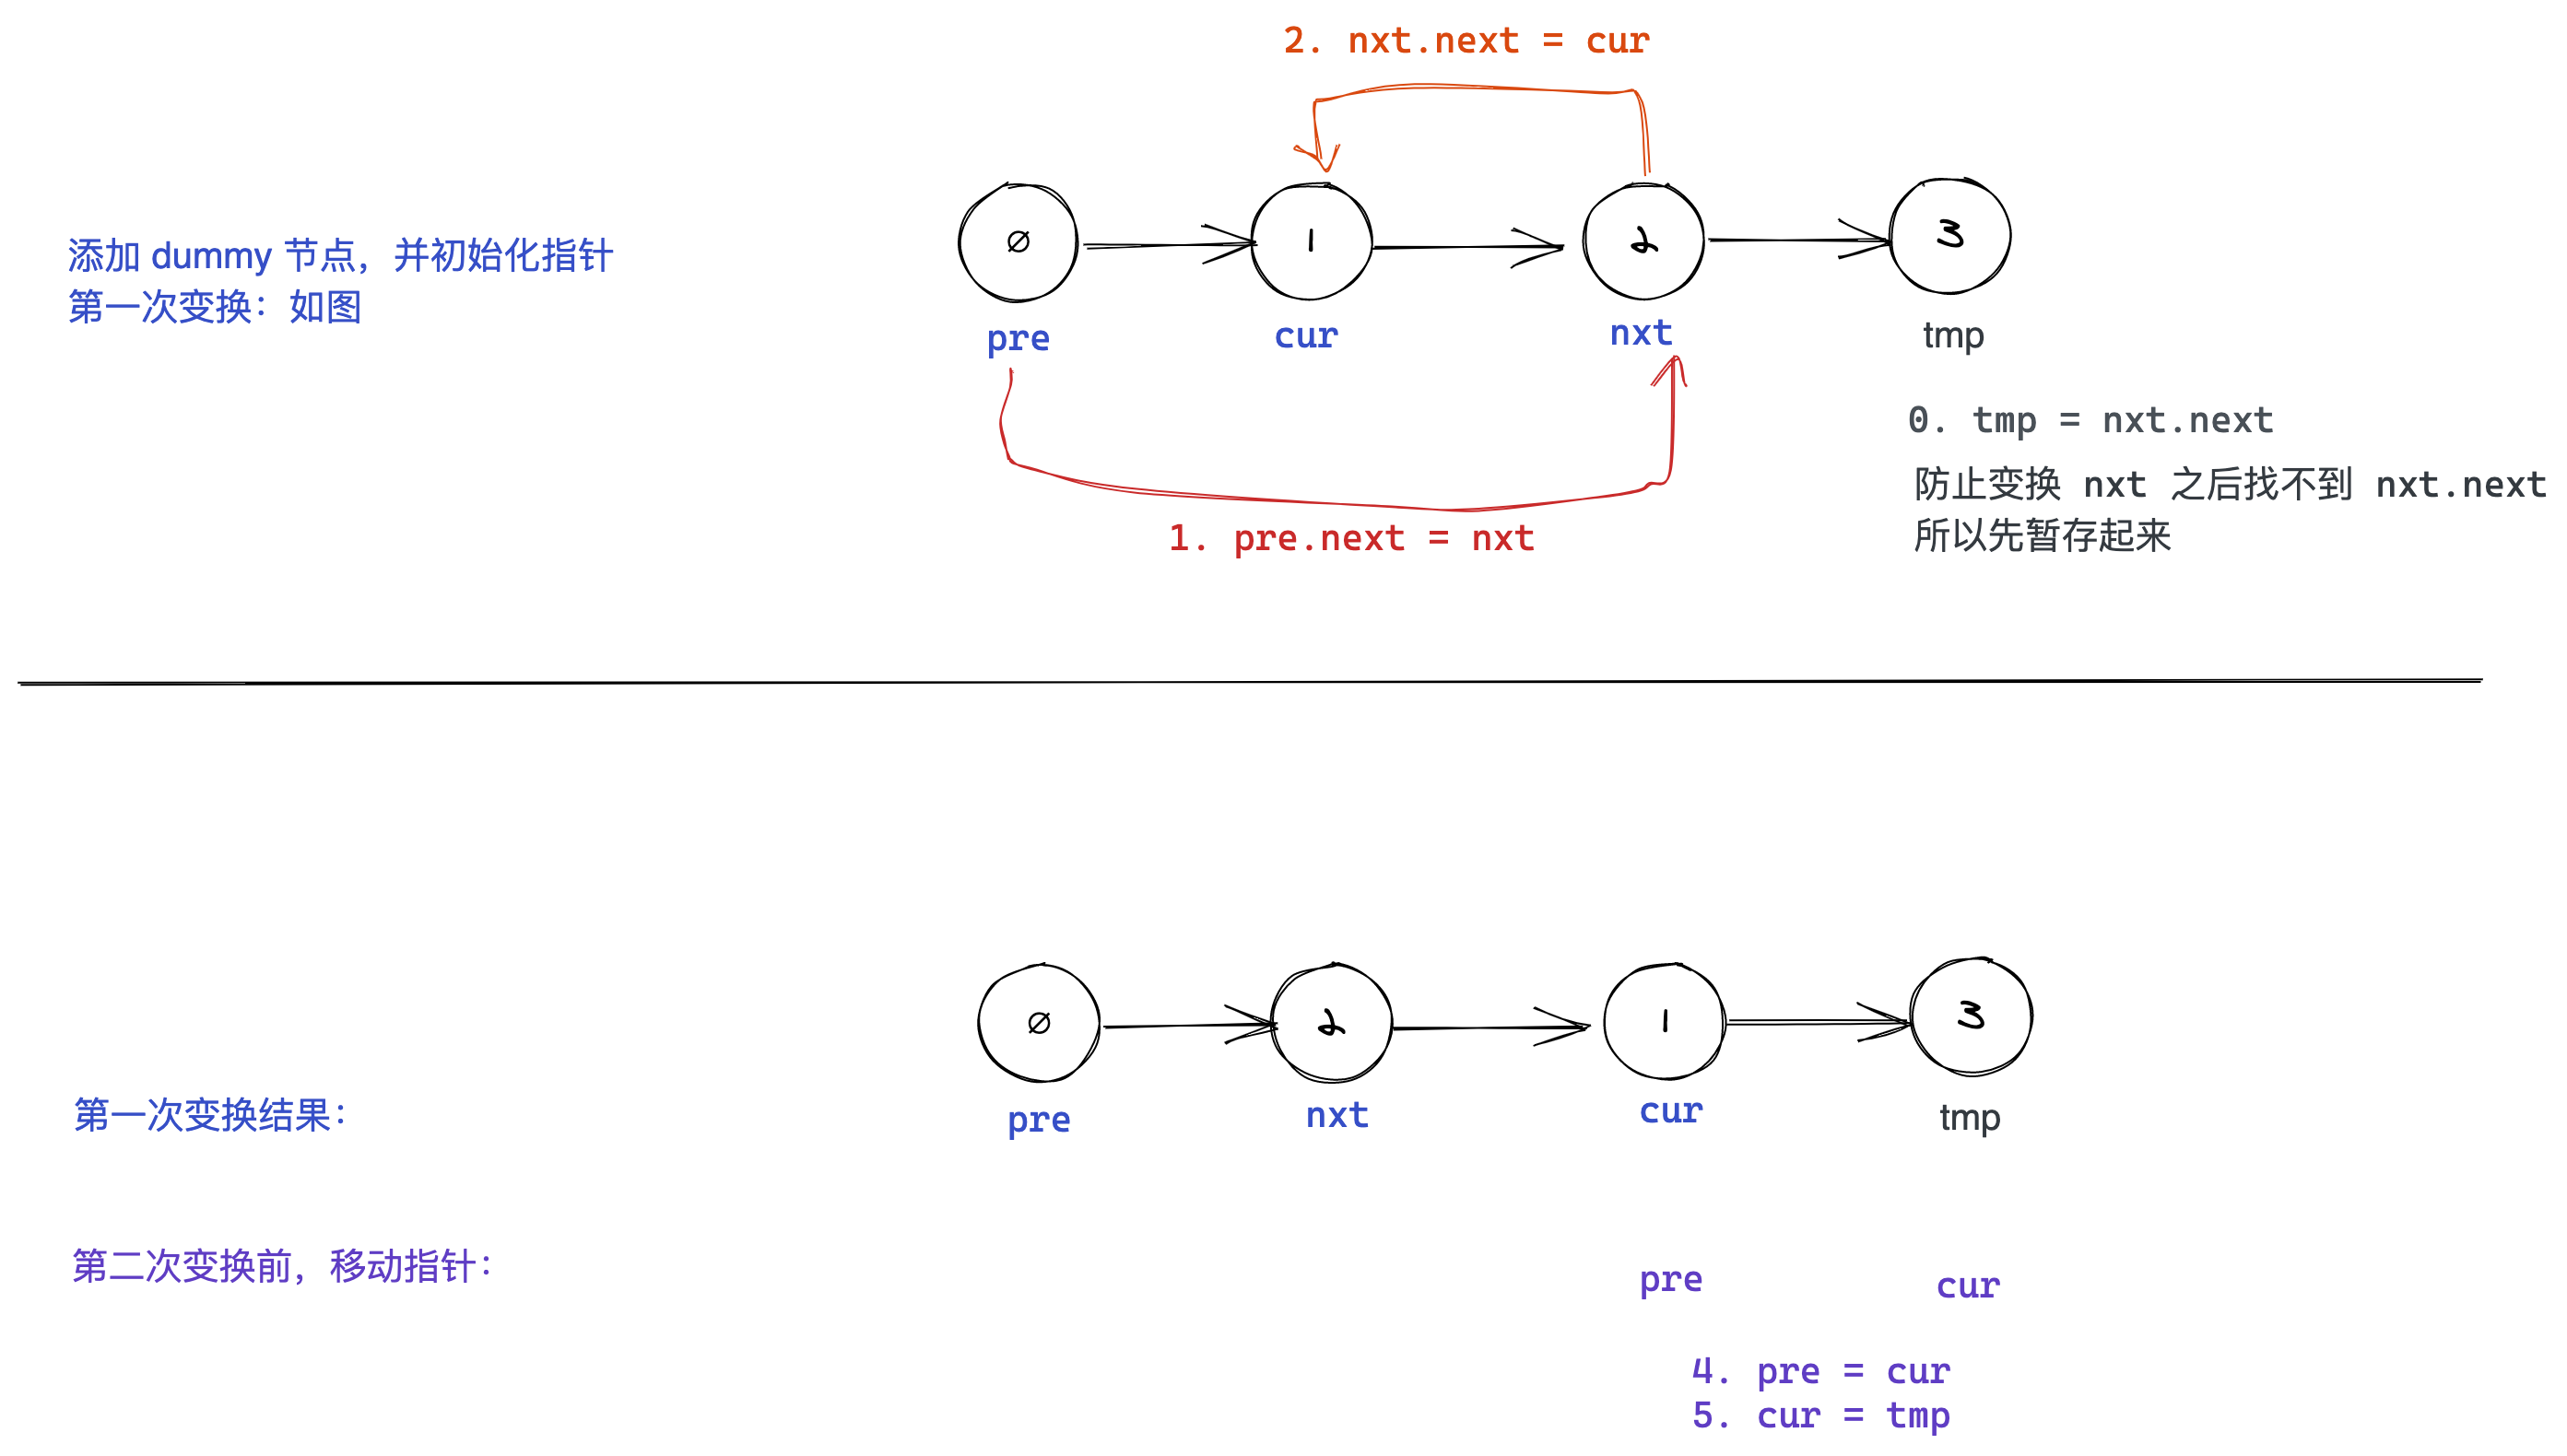 2. nxt.next = cur
添加 dummy 节点，并初始化指针
第一次变换：如图
∅ 1 2 3
pre cur nxt tmp
0. tmp = nxt.next
防止变换 nxt 之后找不到 nxt.next
所以先暂存起来
1. pre.next = nxt
∅ 2 1 3
第一次变换结果：
pre nxt cur tmp
第二次变换前，移动指针：
pre cur
4. pre = cur
5. cur = tmp